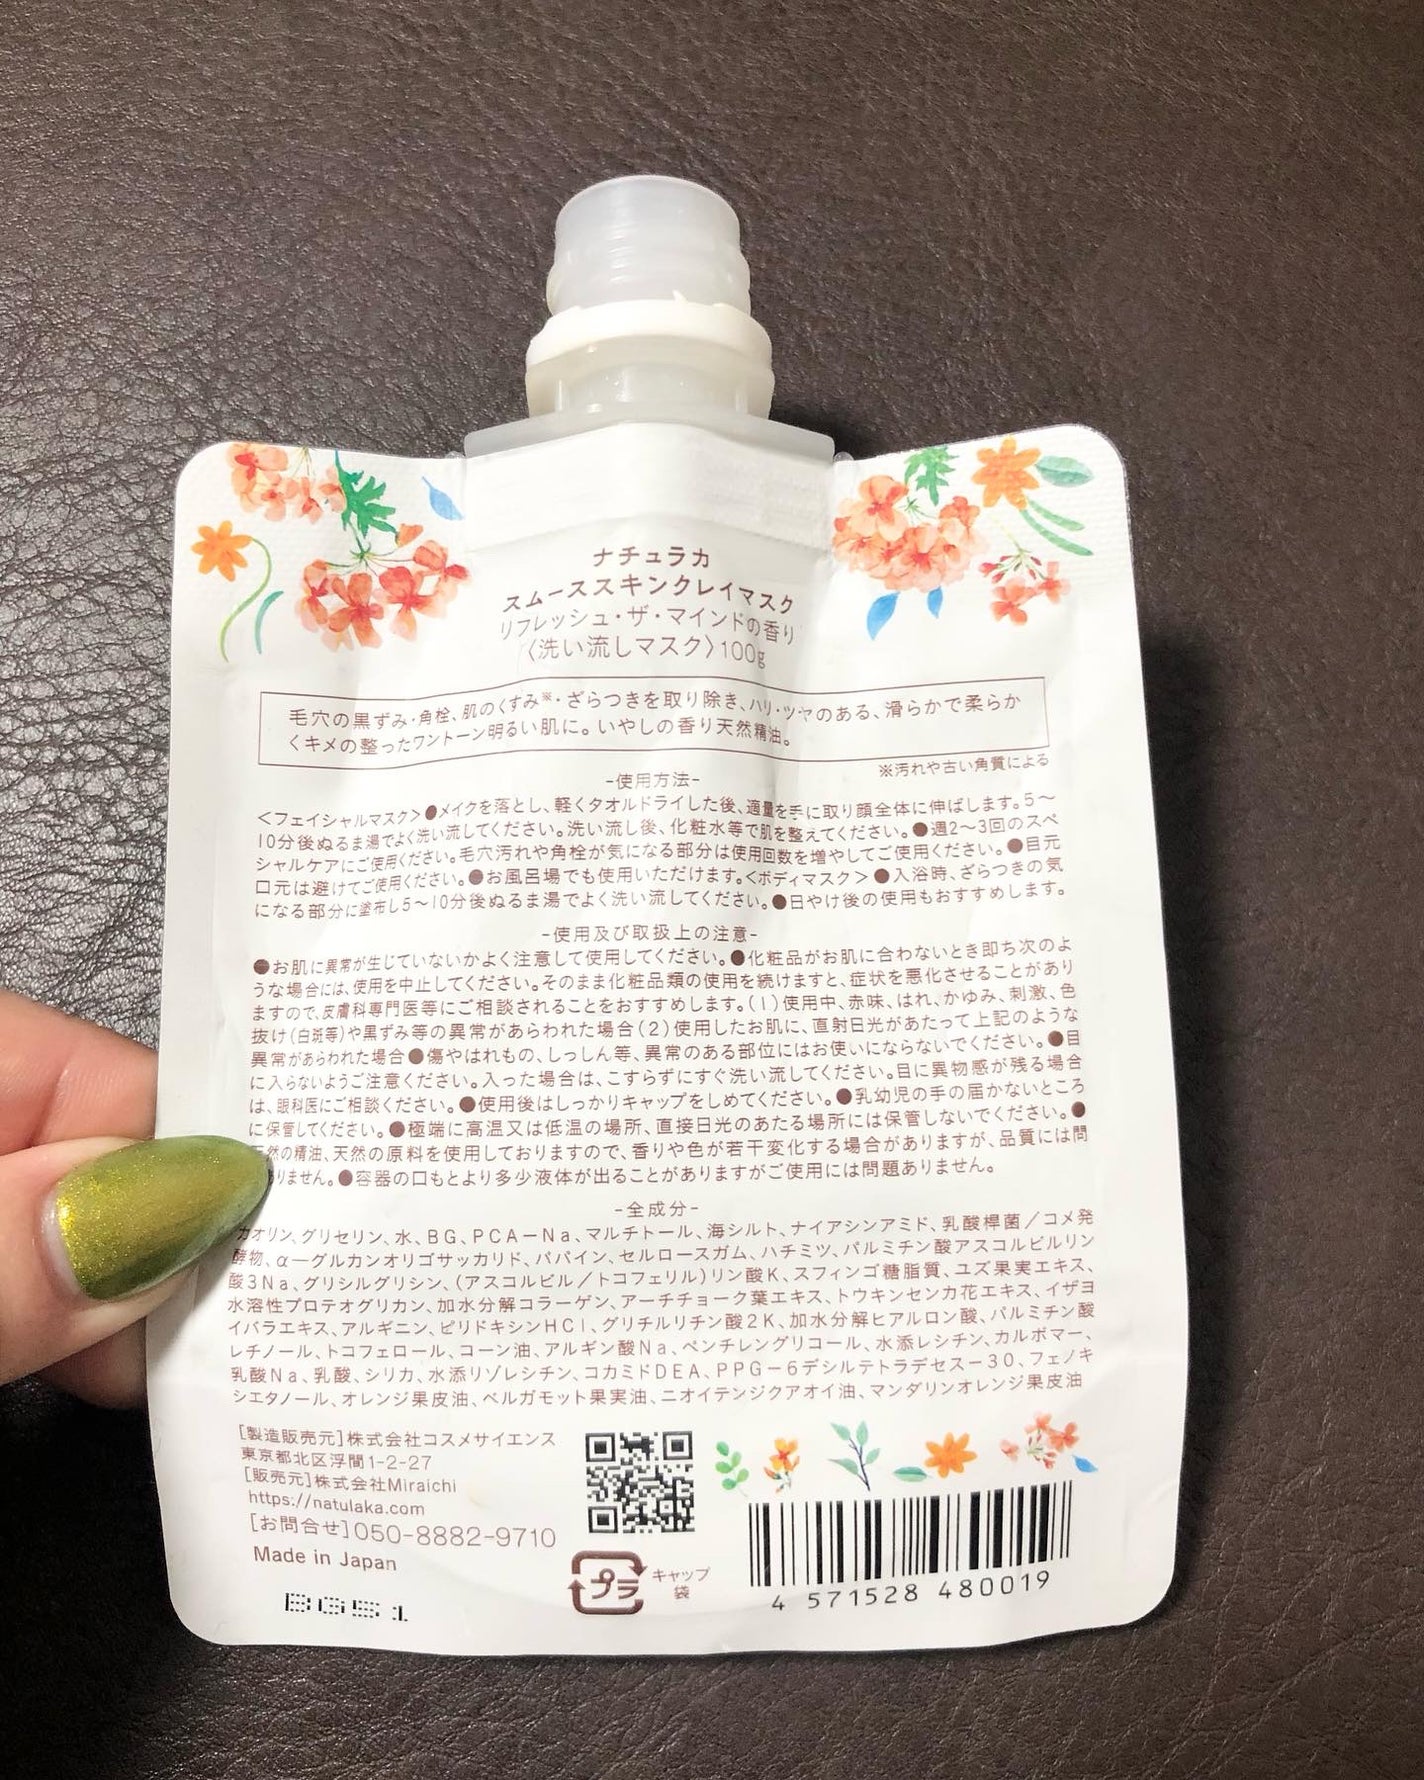 ナチュラカ
スムーススキンクレイマスク
リフレッシュ・ザ・マインドの香り
〈洗い流しマスク〉100g
毛穴の黒ずみ・角栓、肌のくすみ※・ざらつきを取り除き、ハリ・ツヤのある、滑らかで柔らか
くキメの整ったワントーン明るい肌に。いやしの香り天然精油。
※汚れや古い角質による
-使用方法-
<フェイシャルマスク>●メイクを落とし、軽くタオルドライした後、適量を手に取り顔全体に伸ばします。5〜
10分後ぬるま湯でよく洗い流してください。洗い流し後、化粧水等で肌を整えてください。●週2〜3回のスペ
シャルケアにご使用ください。毛穴汚れや角栓が気になる部分は使用回数を増やしてご使用ください。●目元
口元は避けてご使用ください。●お風呂場でも使用いただけます。<ボディマスク>●入浴時、ざらつきの気
になる部分に塗布し5〜10分後ぬるま湯でよく洗い流してください。●日やけ後の使用もおすすめします。
-使用及び取扱上の注意-
●お肌に異常が生じていないかよく注意して使用してください。●化粧品がお肌に合わないとき即ち次のよ
うな場合には、使用を中止してください。そのまま化粧品類の使用を続けますと、症状を悪化させることがあり
ますので、皮膚科専門医等にご相談されることをおすすめします。(1)使用中、赤味、はれ、かゆみ、刺激、色
抜け(白斑等)や黒ずみ等の異常があらわれた場合(2)使用したお肌に、直射日光があたって上記のような
異常があらわれた場合●傷やはれもの、しっしん等、異常のある部位にはお使いにならないでください。●目
に入らないようご注意ください。入った場合は、こすらずにすぐ洗い流してください。目に異物感が残る場合
は、眼科医にご相談ください。●使用後はしっかりキャップをしめてください。●乳幼児の手の届かないところ
に保管してください。●極端に高温又は低温の場所、直接日光のあたる場所には保管しないでください。●
天然の精油、天然の原料を使用しておりますので、香りや色が若干変化する場合がありますが、品質には問
りません。●容器の口もとより多少液体が出ることがありますがご使用には問題ありません。
-全成分-
カオリン、グリセリン、水、BG、PCA-Na、マルチトール、海シルト、ナイアシンアミド、乳酸桿菌/コメ発
酵物、α-グルカンオリゴサッカリド、パパイン、セルロースガム、ハチミツ、パルミチン酸アスコルビルリン
酸3Na、グリシルグリシン、(アスコルビル/トコフェリル)リン酸K、スフィンゴ糖脂質、ユズ果実エキス、
水溶性プロテオグリカン、加水分解コラーゲン、アーチチョーク葉エキス、トウキンセンカ花エキス、イザヨ
イバラエキス、アルギニン、ピリドキシンHCl、グリチルリチン酸2K、加水分解ヒアルロン酸、パルミチン酸
レチノール、トコフェロール、コーン油、アルギン酸Na、ペンチレングリコール、水添レシチン、カルボマー、
乳酸Na、乳酸、シリカ、水添リゾレシチン、コカミドDEA、PPG-6デシルテトラデセス-30、フェノキ
シエタノール、オレンジ果皮油、ベルガモット果実油、ニオイテンジクアオイ油、マンダリンオレンジ果皮油
[製造販売元]株式会社コスメサイエンス
東京都北区浮間1-2-27
[販売元]株式会社Miraichi
https://natulaka.com
[お問合せ]050-8882-9710
Made in Japan
BG51
プラ
キャップ
袋
4 571528 480019